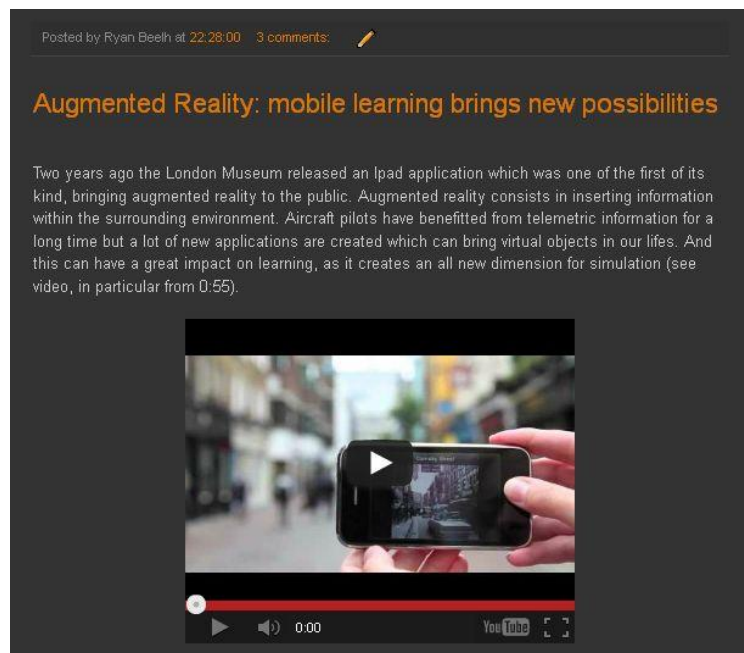 Posted by Ryan Beelh at 22:28:00 3 comments:
Augmented Reality: mobile learning brings new possibilities
Two years ago the London Museum released an Ipad application which was one of the first of its
kind, bringing augmented reality to the public. Augmented reality consists in inserting information
within the surrounding environment. Aircraft pilots have benefitted from telemetric information for a
long time but a lot of new applications are created which can bring virtual objects in our lifes. And
this can have a great impact on learning, as it creates an all new dimension for simulation (see
video, in particular from 0:55).
0:00 YouTube